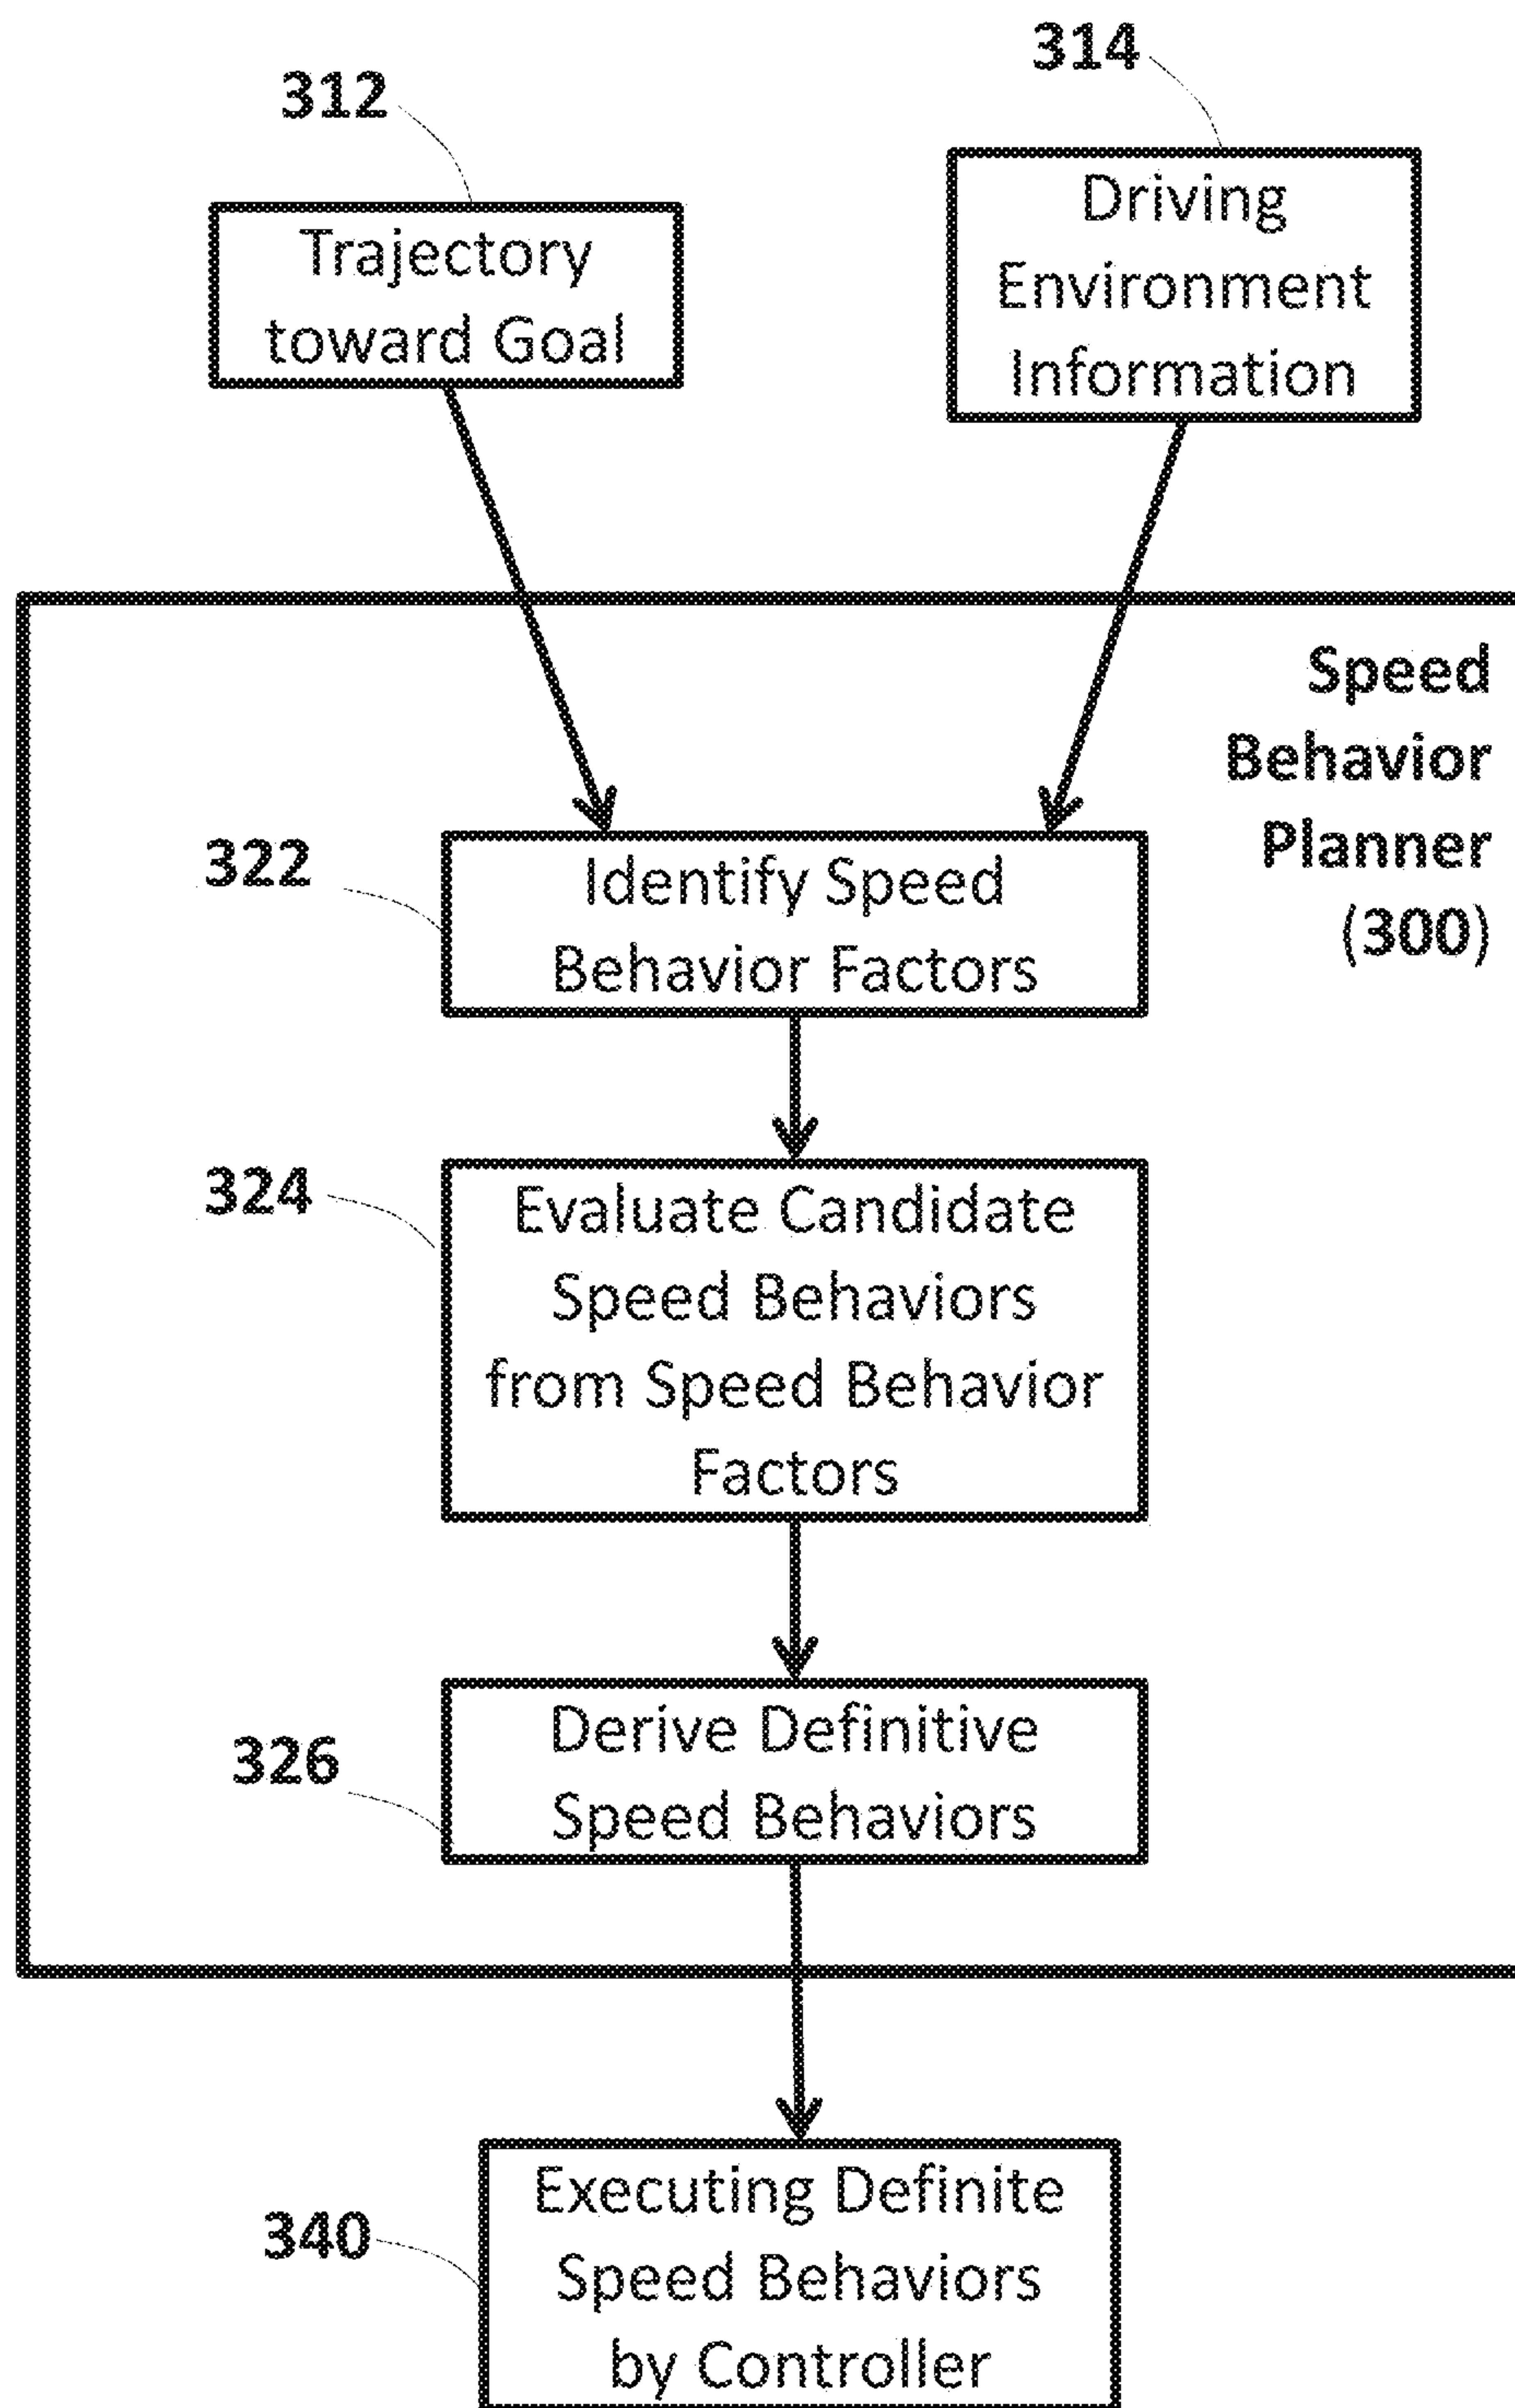 314
312
Driving
Environment
Information
Trajectory
toward Goal
Speed
Behavior
Planner
(300)
322
Identify Speed
Behavior Factors
324
Evaluate Candidate
Speed Behaviors
from Speed Behavior
Factors
326
Derive Definitive
Speed Behaviors
340
Executing Definite
Speed Behaviors
by Controller